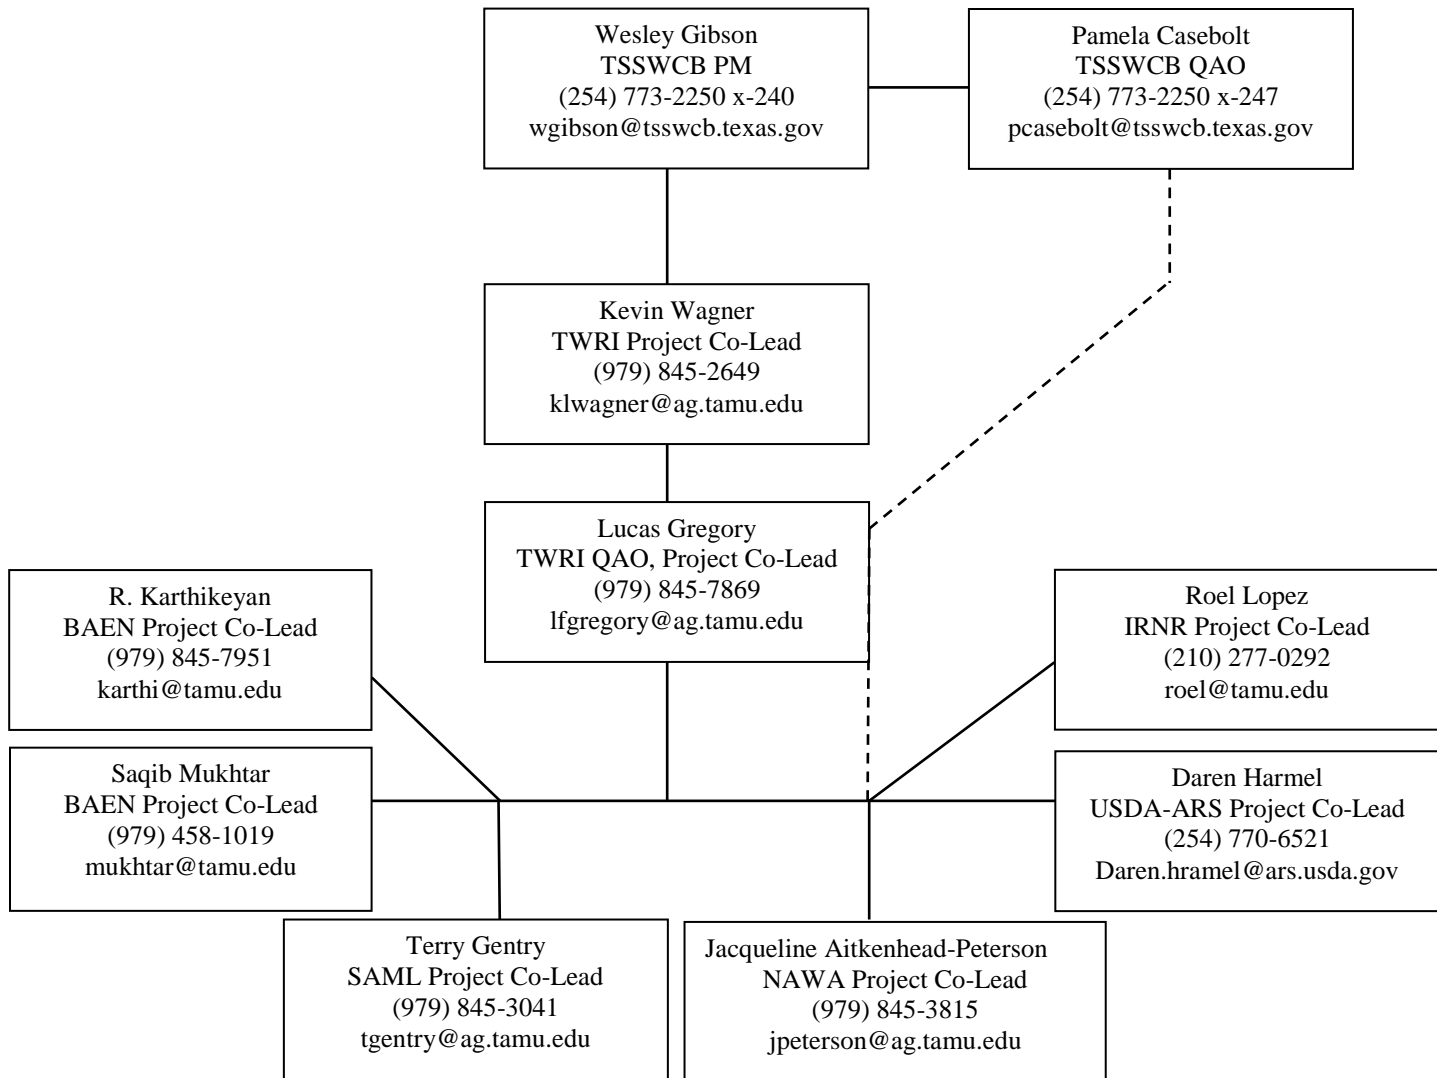 Wesley Gibson
TSSWCB PM
(254) 773-2250 x-240
wgibson@tsswcb.texas.gov
Pamela Casebolt
TSSWCB QAO
(254) 773-2250 x-247
pcasebolt@tsswcb.texas.gov
Kevin Wagner
TWRI Project Co-Lead
(979) 845-2649
klwagner@ag.tamu.edu
Lucas Gregory
TWRI QAO, Project Co-Lead
(979) 845-7869
lfgregory@ag.tamu.edu
R. Karthikeyan
BAEN Project Co-Lead
(979) 845-7951
karthi@tamu.edu
Roel Lopez
IRNR Project Co-Lead
(210) 277-0292
roel@tamu.edu
Saqib Mukhtar
BAEN Project Co-Lead
(979) 458-1019
mukhtar@tamu.edu
Daren Harmel
USDA-ARS Project Co-Lead
(254) 770-6521
Daren.hramel@ars.usda.gov
Terry Gentry
SAML Project Co-Lead
(979) 845-3041
tgentry@ag.tamu.edu
Jacqueline Aitkenhead-Peterson
NAWA Project Co-Lead
(979) 845-3815
jpeterson@ag.tamu.edu